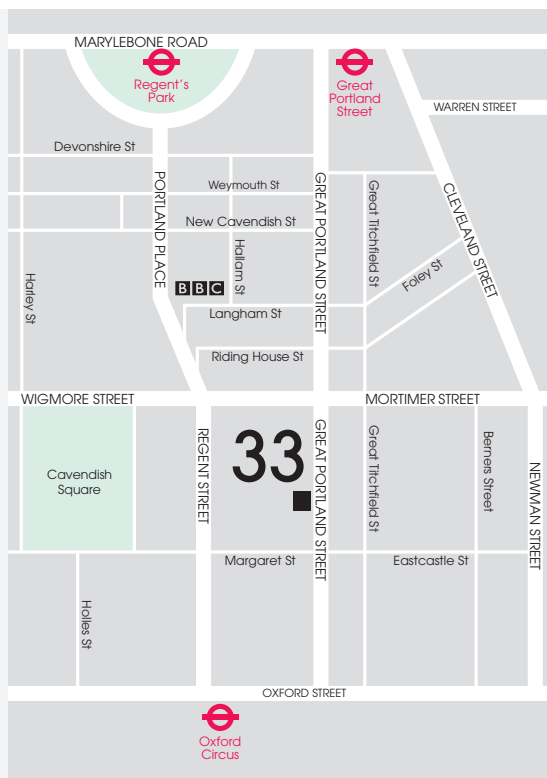 MARYLEBONE ROAD
Regent's
Park
Great
Portland
Street
WARREN STREET
Devonshire St
Weymouth St
New Cavendish St
PORTLAND PLACE
Hallam St
GREAT PORTLAND STREET
Great Titchfield St
CLEVELAND STREET
Foley St
Harley St
BBC
Langham St
Riding House St
WIGMORE STREET
MORTIMER STREET
Cavendish
Square
REGENT STREET
33
GREAT PORTLAND STREET
Great Titchfield St
Berners Street
NEWMAN STREET
Margaret St
Eastcastle St
Holles St
OXFORD STREET
Oxford
Circus